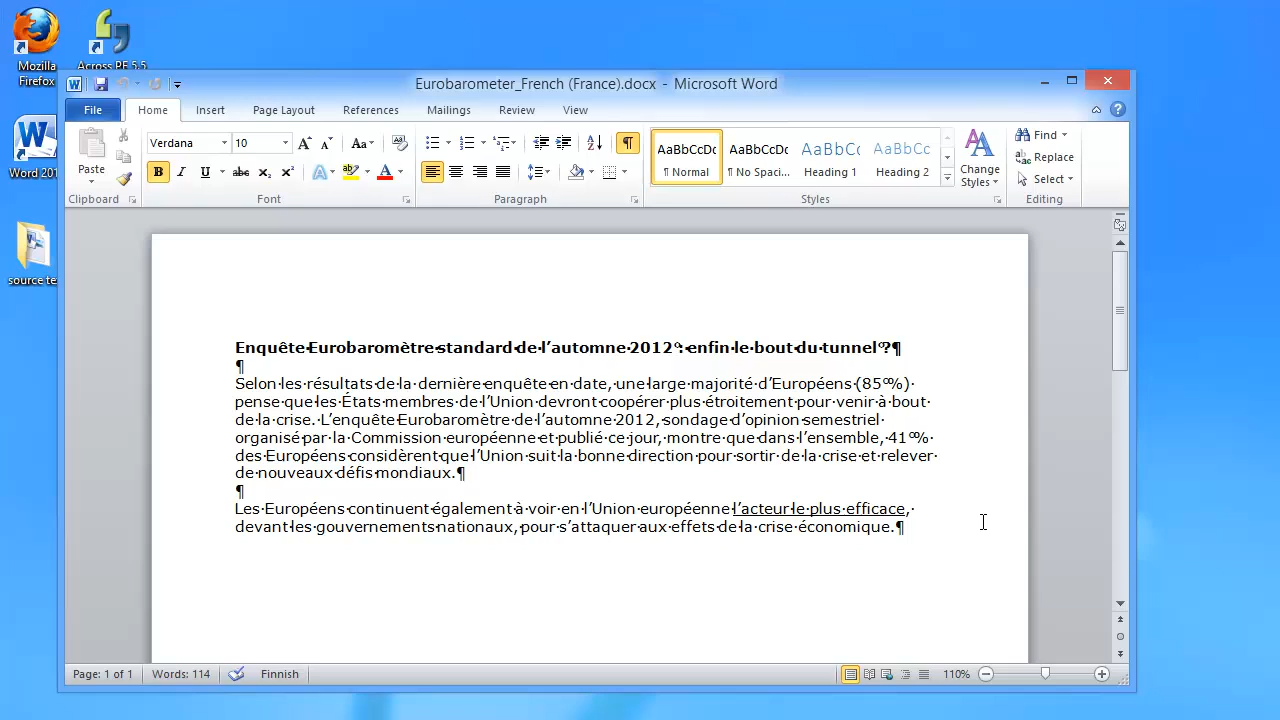 Mozilla Firefox
Across PE 5.5
Eurobarometer_French (France).docx - Microsoft Word
File Home Insert Page Layout References Mailings Review View
Word 201
Paste
Verdana 10
Aa
B I U abc x₂ x² A ab A
AaBbCcDc AaBbCcDc AaBbCc AaBbCc
¶ Normal ¶ No Spaci... Heading 1 Heading 2
Change Styles
Find
Replace
Select
Clipboard Font Paragraph Styles Editing
source te
Enquête Eurobaromètre standard de l’automne 2012 : enfin le bout du tunnel ?¶
¶
Selon les résultats de la dernière enquête en date, une large majorité d’Européens (85 %)
pense que les États membres de l’Union devront coopérer plus étroitement pour venir à bout
de la crise. L’enquête Eurobaromètre de l’automne 2012, sondage d’opinion semestriel
organisé par la Commission européenne et publié ce jour, montre que dans l’ensemble, 41 %
des Européens considèrent que l’Union suit la bonne direction pour sortir de la crise et relever
de nouveaux défis mondiaux.¶
¶
Les Européens continuent également à voir en l’Union européenne l’acteur le plus efficace,
devant les gouvernements nationaux, pour s’attaquer aux effets de la crise économique.¶
Page: 1 of 1 Words: 114 Finnish 110%